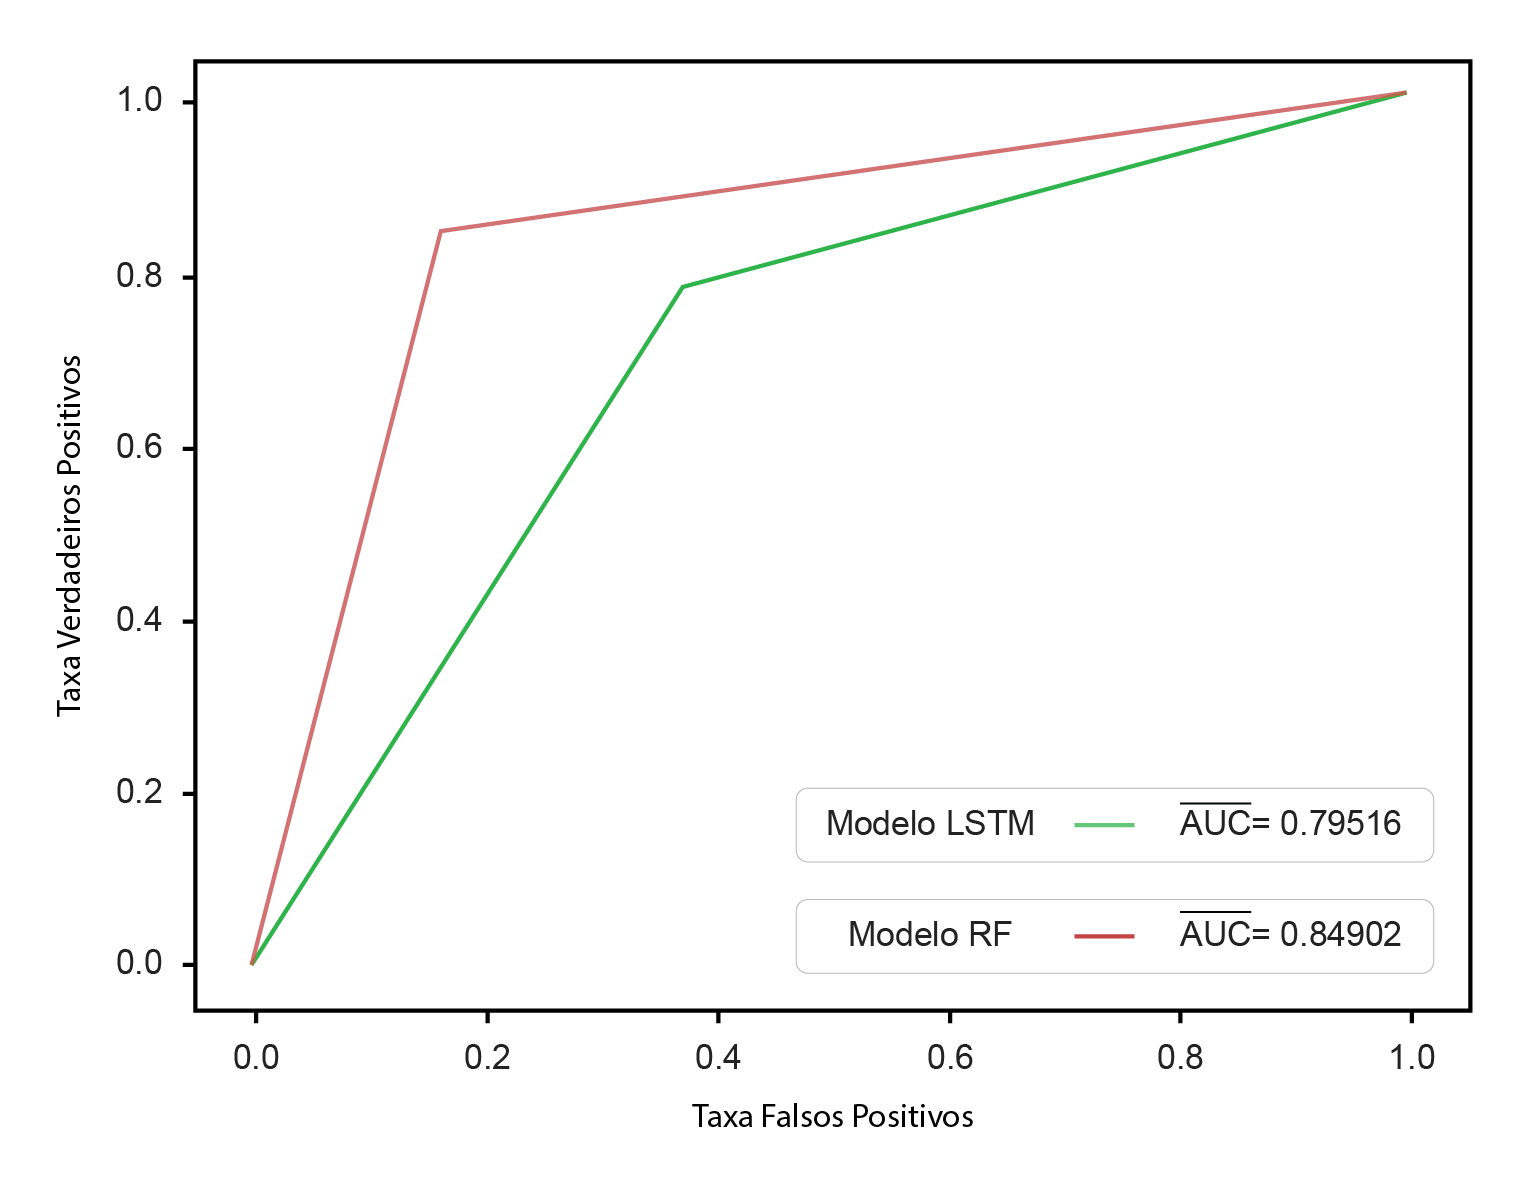 1.0
0.8
0.6
0.4
0.2
0.0
Taxa Verdadeiros Positivos
Modelo LSTM AUC= 0.79516
Modelo RF AUC= 0.84902
0.0 0.2 0.4 0.6 0.8 1.0
Taxa Falsos Positivos